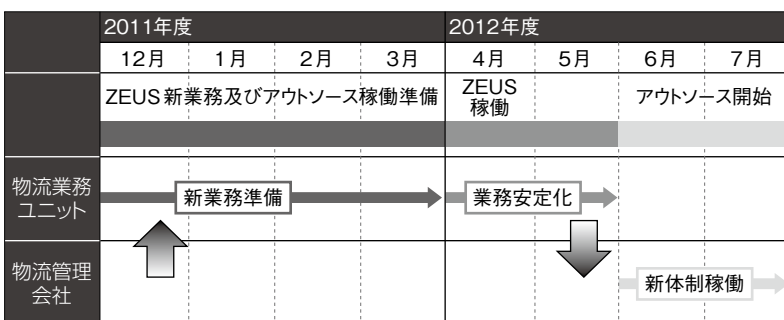 2011年度 2012年度
12月 1月 2月 3月 4月 5月 6月 7月
ZEUS新業務及びアウトソース稼働準備
ZEUS
稼働
アウトソース開始
物流業務
ユニット
新業務準備
業務安定化
物流管理
会社
新体制稼働